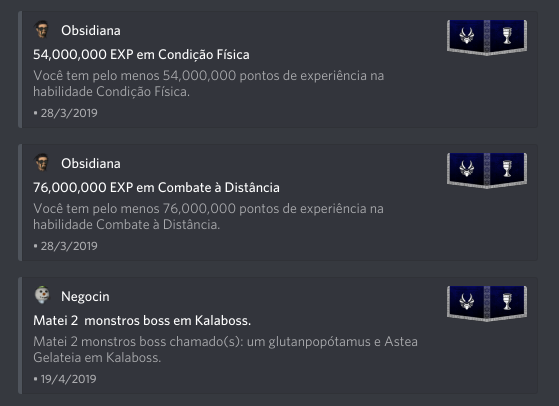 Obsidiana
54,000,000 EXP em Condição Física
Você tem pelo menos 54,000,000 pontos de experiência na
habilidade Condição Física.
• 28/3/2019
Obsidiana
76,000,000 EXP em Combate à Distância
Você tem pelo menos 76,000,000 pontos de experiência na
habilidade Combate à Distância.
• 28/3/2019
Negocin
Matei 2 monstros boss em Kalaboss.
Matei 2 monstros boss chamado(s): um glutanpopótamus e Astea
Gelateia em Kalaboss.
• 19/4/2019